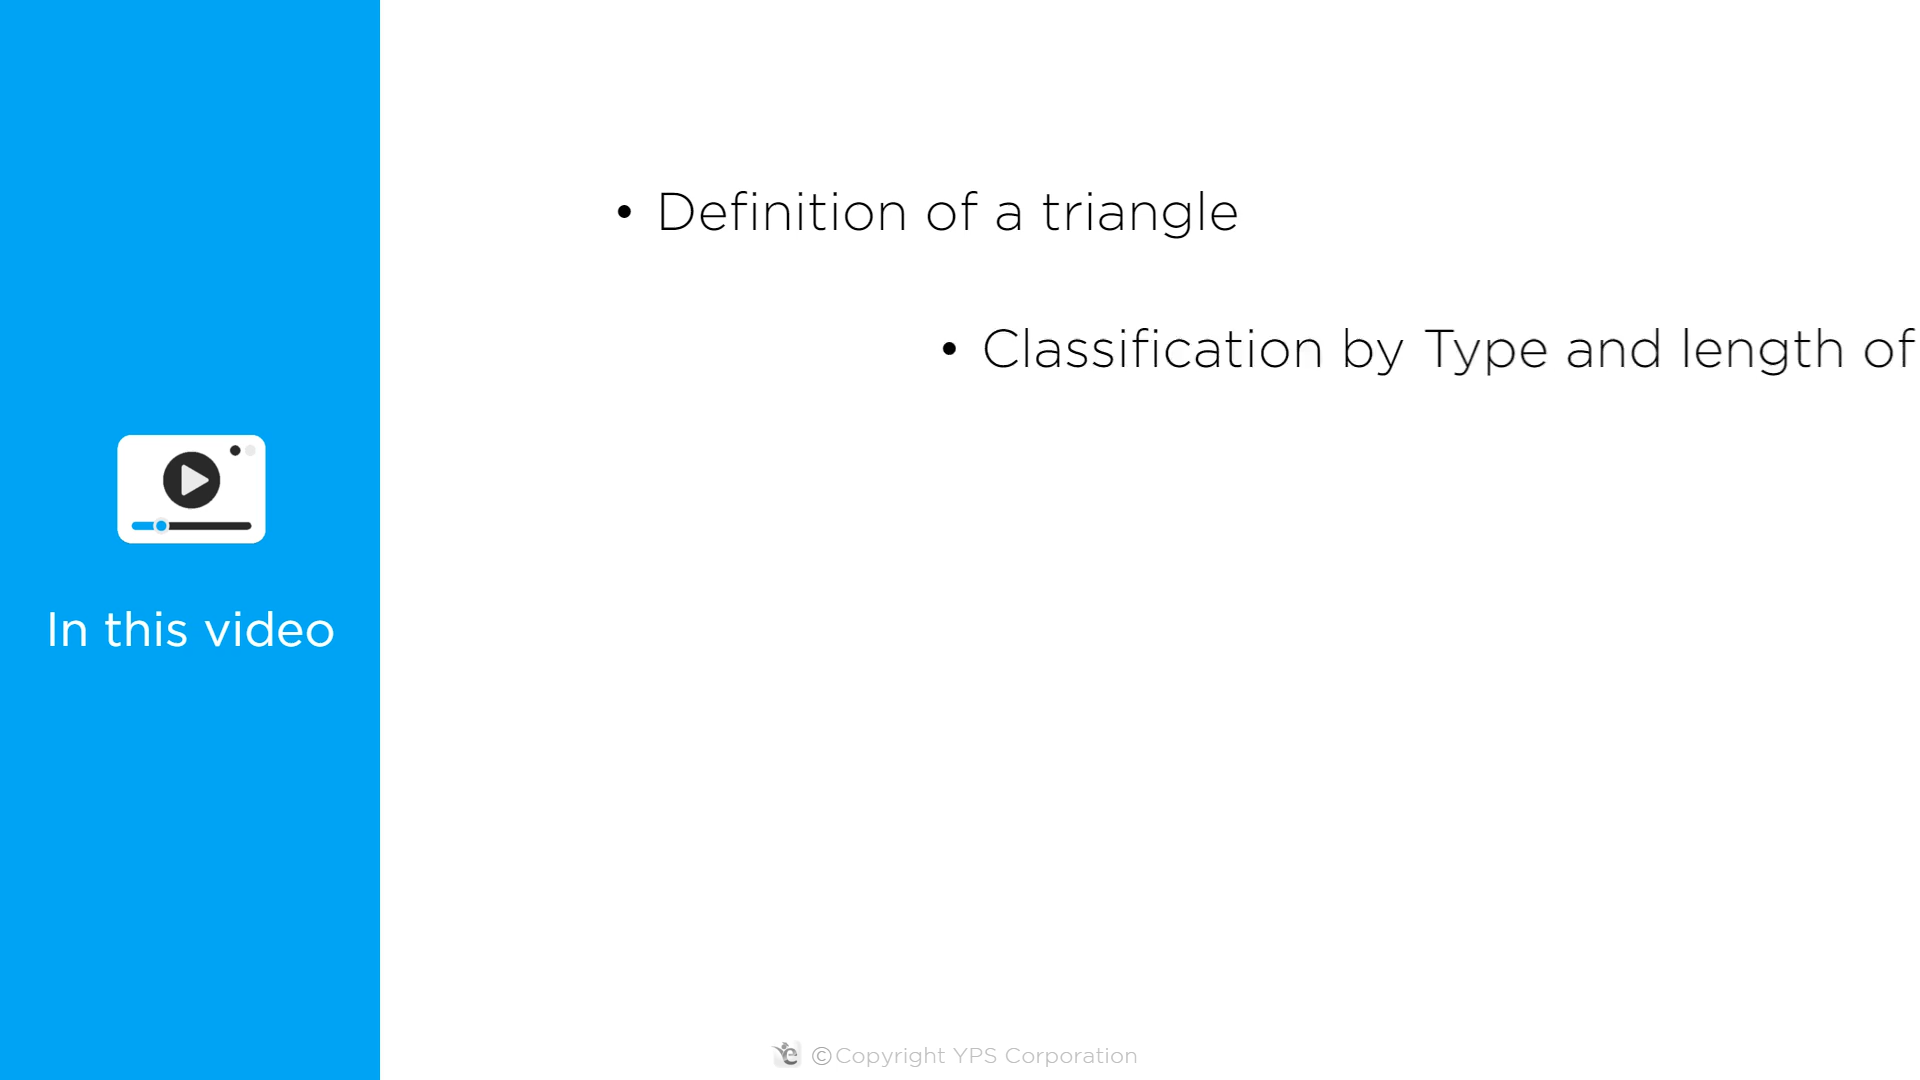 • Definition of a triangle
• Classification by Type and length of
In this video
©Copyright YPS Corporation